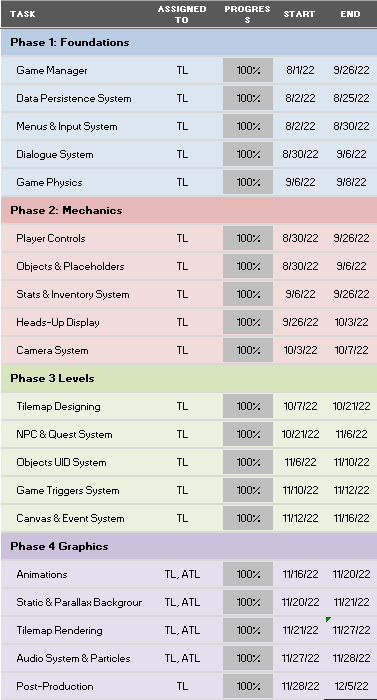 TASK ASSIGNED TO PROGRES S START END
Phase 1: Foundations
Game Manager TL 100% 8/1/22 9/26/22
Data Persistence System TL 100% 8/2/22 8/25/22
Menus & Input System TL 100% 8/2/22 8/30/22
Dialogue System TL 100% 8/30/22 9/6/22
Game Physics TL 100% 9/6/22 9/8/22
Phase 2: Mechanics
Player Controls TL 100% 8/30/22 9/26/22
Objects & Placeholders TL 100% 8/30/22 9/6/22
Stats & Inventory System TL 100% 9/6/22 9/26/22
Heads-Up Display TL 100% 9/26/22 10/3/22
Camera System TL 100% 10/3/22 10/7/22
Phase 3 Levels
Tilemap Designing TL 100% 10/7/22 10/21/22
NPC & Quest System TL 100% 10/21/22 11/6/22
Objects UID System TL 100% 11/6/22 11/10/22
Game Triggers System TL 100% 11/10/22 11/12/22
Canvas & Event System TL 100% 11/12/22 11/16/22
Phase 4 Graphics
Animations TL, ATL 100% 11/16/22 11/20/22
Static & Parallax Backgrour TL, ATL 100% 11/20/22 11/21/22
Tilemap Rendering TL, ATL 100% 11/21/22 11/27/22
Audio System & Particles TL, ATL 100% 11/27/22 11/28/22
Post-Production TL 100% 11/28/22 12/5/22